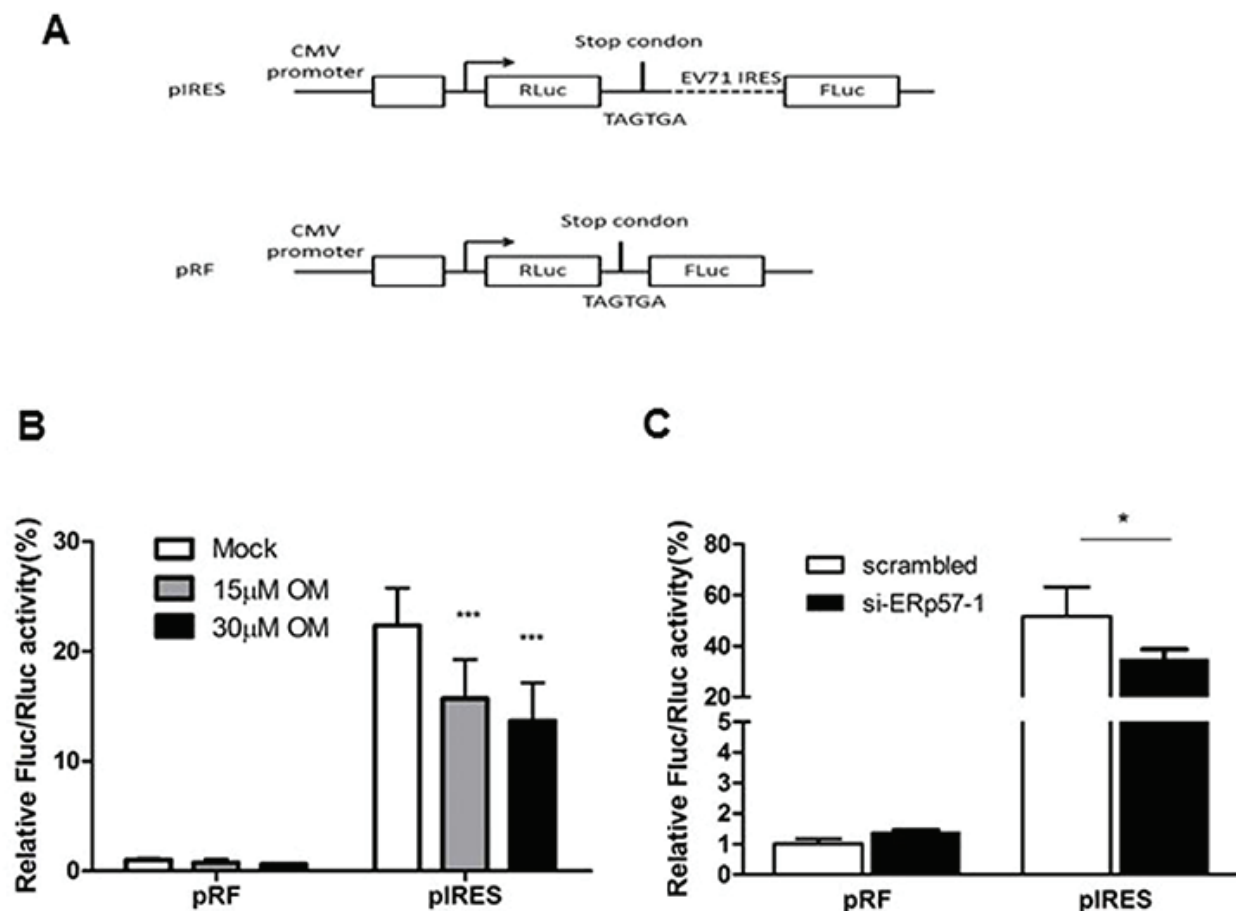 A
CMV
promoter
Stop condon
pIRES
RLuc
EV71 IRES
FLuc
TAGTGA
CMV
promoter
Stop condon
pRF
RLuc
FLuc
TAGTGA
B
Relative Fluc/Rluc activity(%)
30
20
10
0
Mock
15μM OM
30μM OM
***
***
pRF
pIRES
C
Relative Fluc/Rluc activity(%)
80
60
40
20
5
4
3
2
1
0
scrambled
si-ERp57-1
*
pRF
pIRES